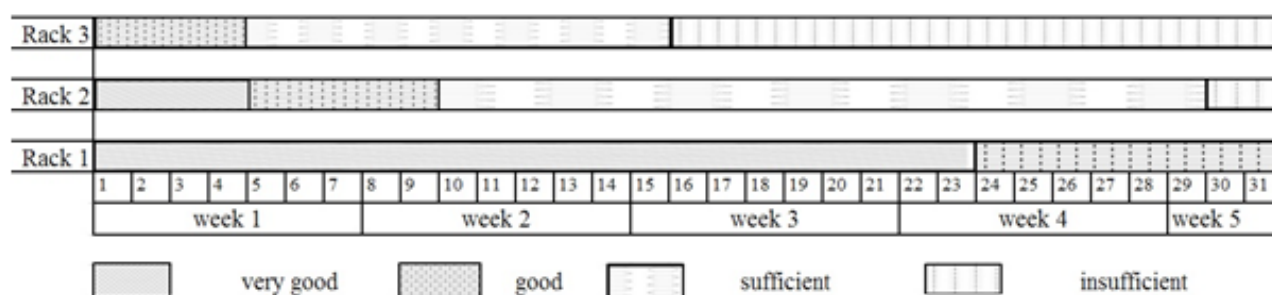 Rack 3
Rack 2
Rack 1
1 2 3 4 5 6 7 8 9 10 11 12 13 14 15 16 17 18 19 20 21 22 23 24 25 26 27 28 29 30 31
week 1 week 2 week 3 week 4 week 5
very good good sufficient insufficient